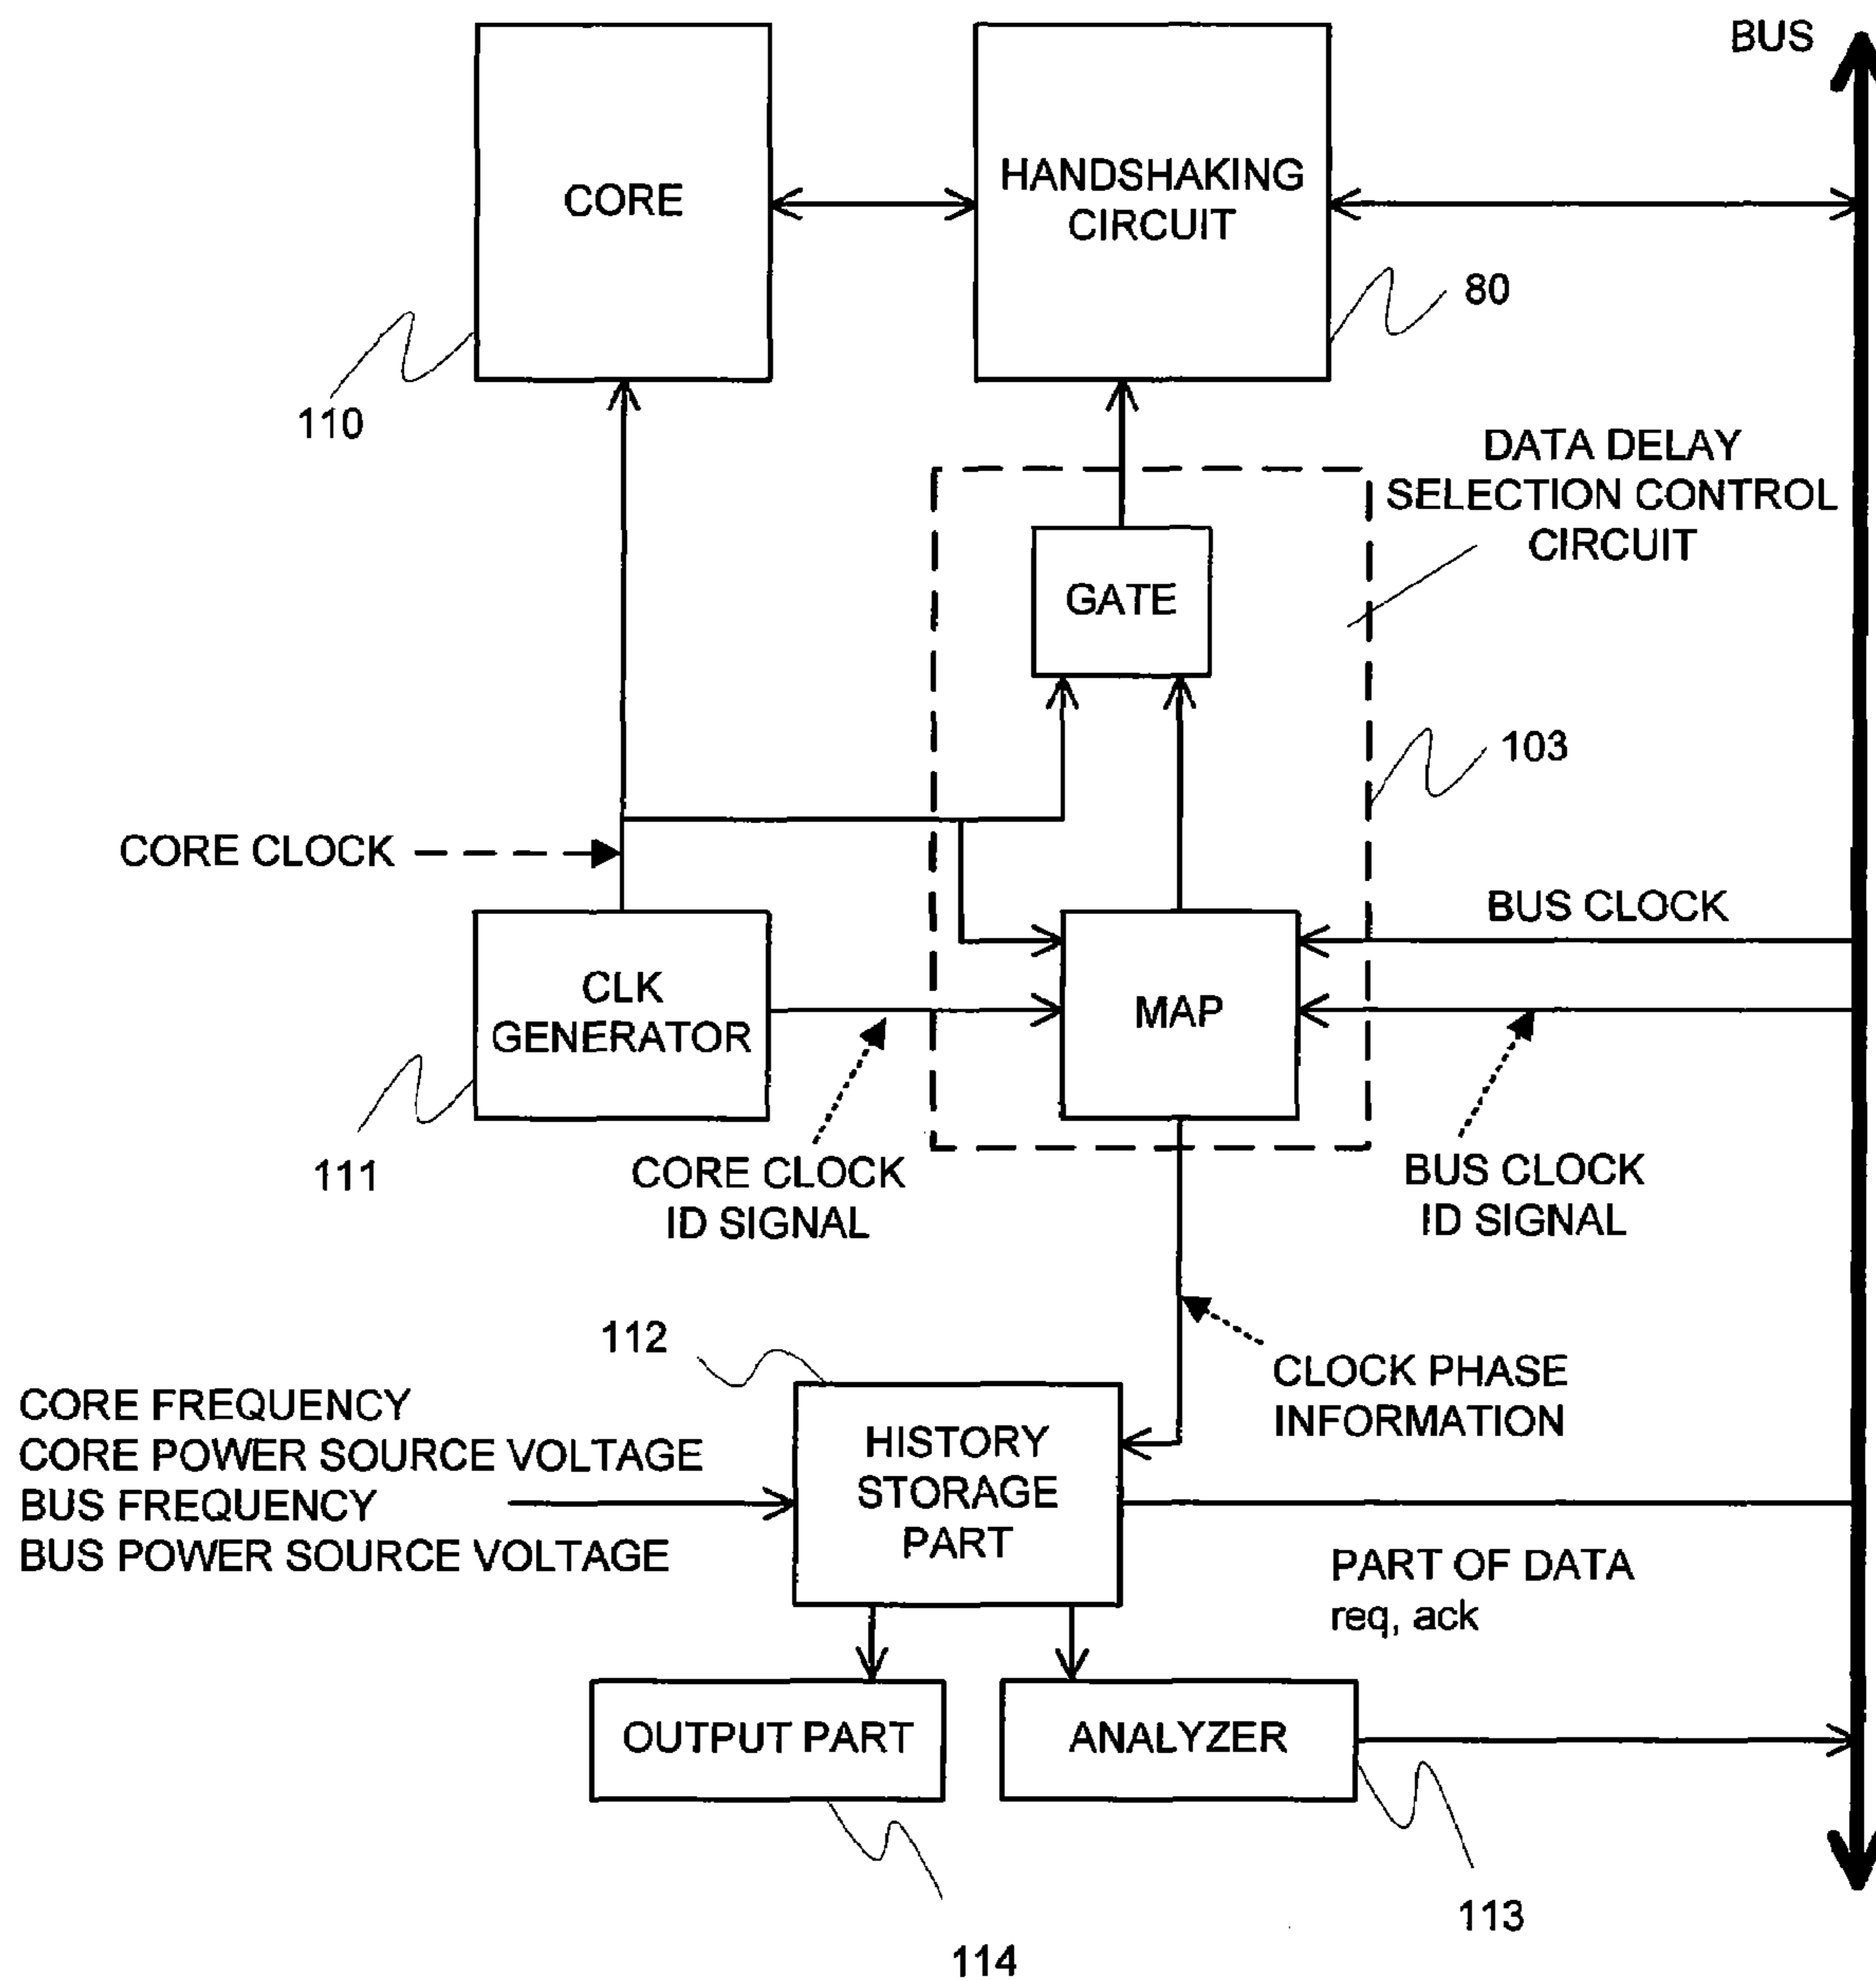 BUS
CORE
HANDSHAKING
CIRCUIT
80
110
DATA DELAY
SELECTION CONTROL
CIRCUIT
GATE
103
CORE CLOCK
BUS CLOCK
CLK
GENERATOR
MAP
111
CORE CLOCK
ID SIGNAL
BUS CLOCK
ID SIGNAL
112
CLOCK PHASE
INFORMATION
CORE FREQUENCY
CORE POWER SOURCE VOLTAGE
BUS FREQUENCY
BUS POWER SOURCE VOLTAGE
HISTORY
STORAGE
PART
PART OF DATA
req, ack
OUTPUT PART
ANALYZER
113
114